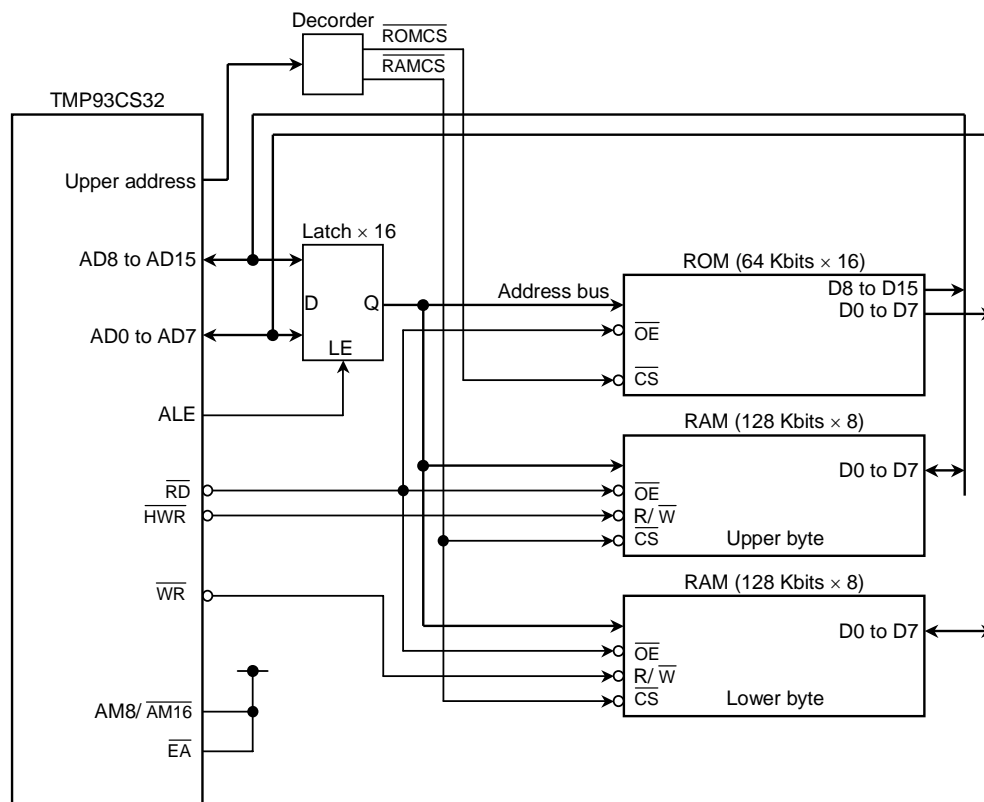 Decorder
ROMCS
RAMCS
TMP93CS32
Upper address
Latch × 16
AD8 to AD15
D Q
Address bus
ROM (64 Kbits × 16)
D8 to D15
D0 to D7
AD0 to AD7
OE
LE
CS
ALE
RAM (128 Kbits × 8)
D0 to D7
RD
OE
HWR
R/ W
CS
Upper byte
RAM (128 Kbits × 8)
WR
D0 to D7
OE
R/ W
AM8/ AM16
CS
Lower byte
EA